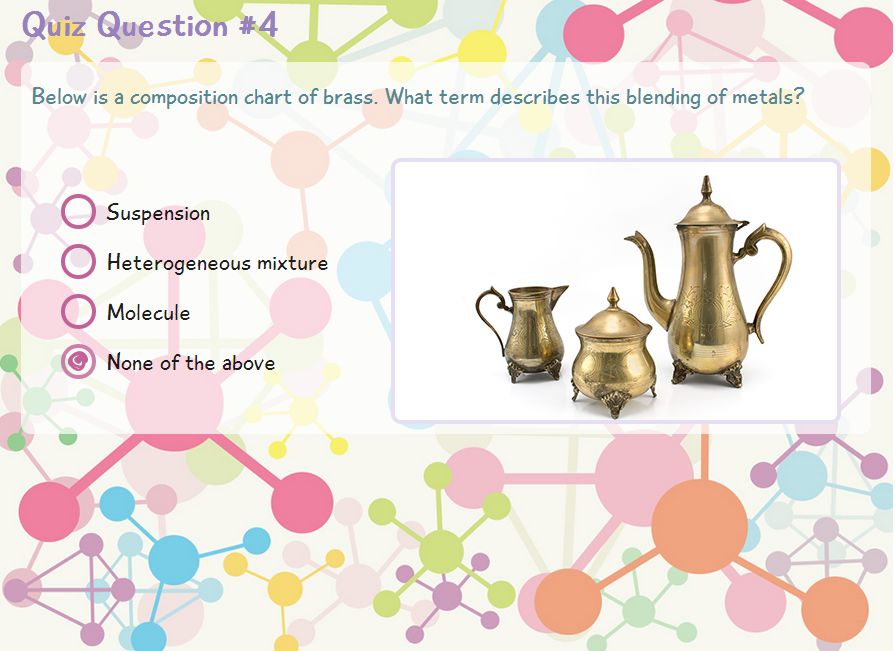 Quiz Question #4
Below is a composition chart of brass. What term describes this blending of metals?
Suspension
Heterogeneous mixture
Molecule
None of the above